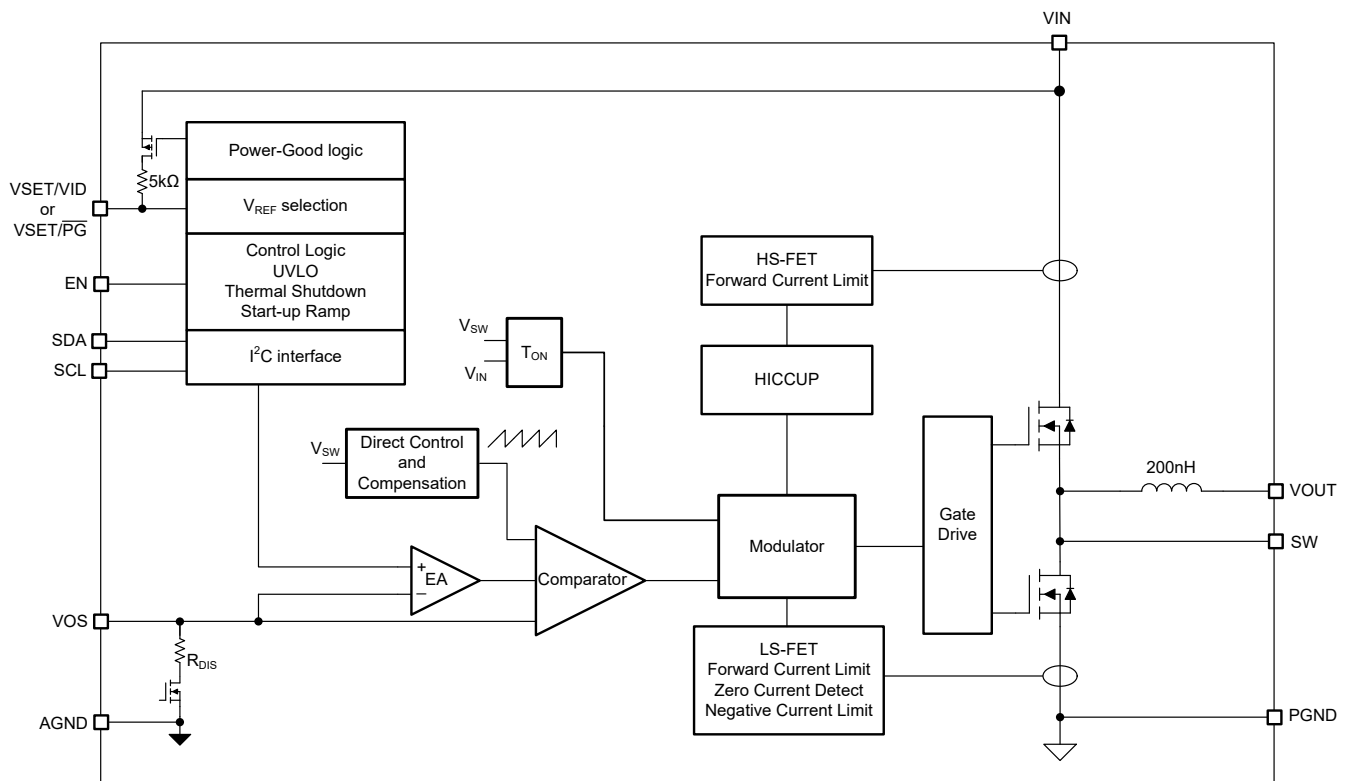 VIN
Power-Good logic
5kΩ
VSET/VID
or
VSET/P̅G̅
VREF selection
Control Logic
UVLO
Thermal Shutdown
Start-up Ramp
EN
SDA
SCL
I²C interface
HS-FET
Forward Current Limit
VSW
VIN
TON
HICCUP
VSW
Direct Control
and
Compensation
200nH
VOUT
SW
Gate
Drive
Modulator
+
EA
−
Comparator
VOS
RDIS
LS-FET
Forward Current Limit
Zero Current Detect
Negative Current Limit
AGND
PGND